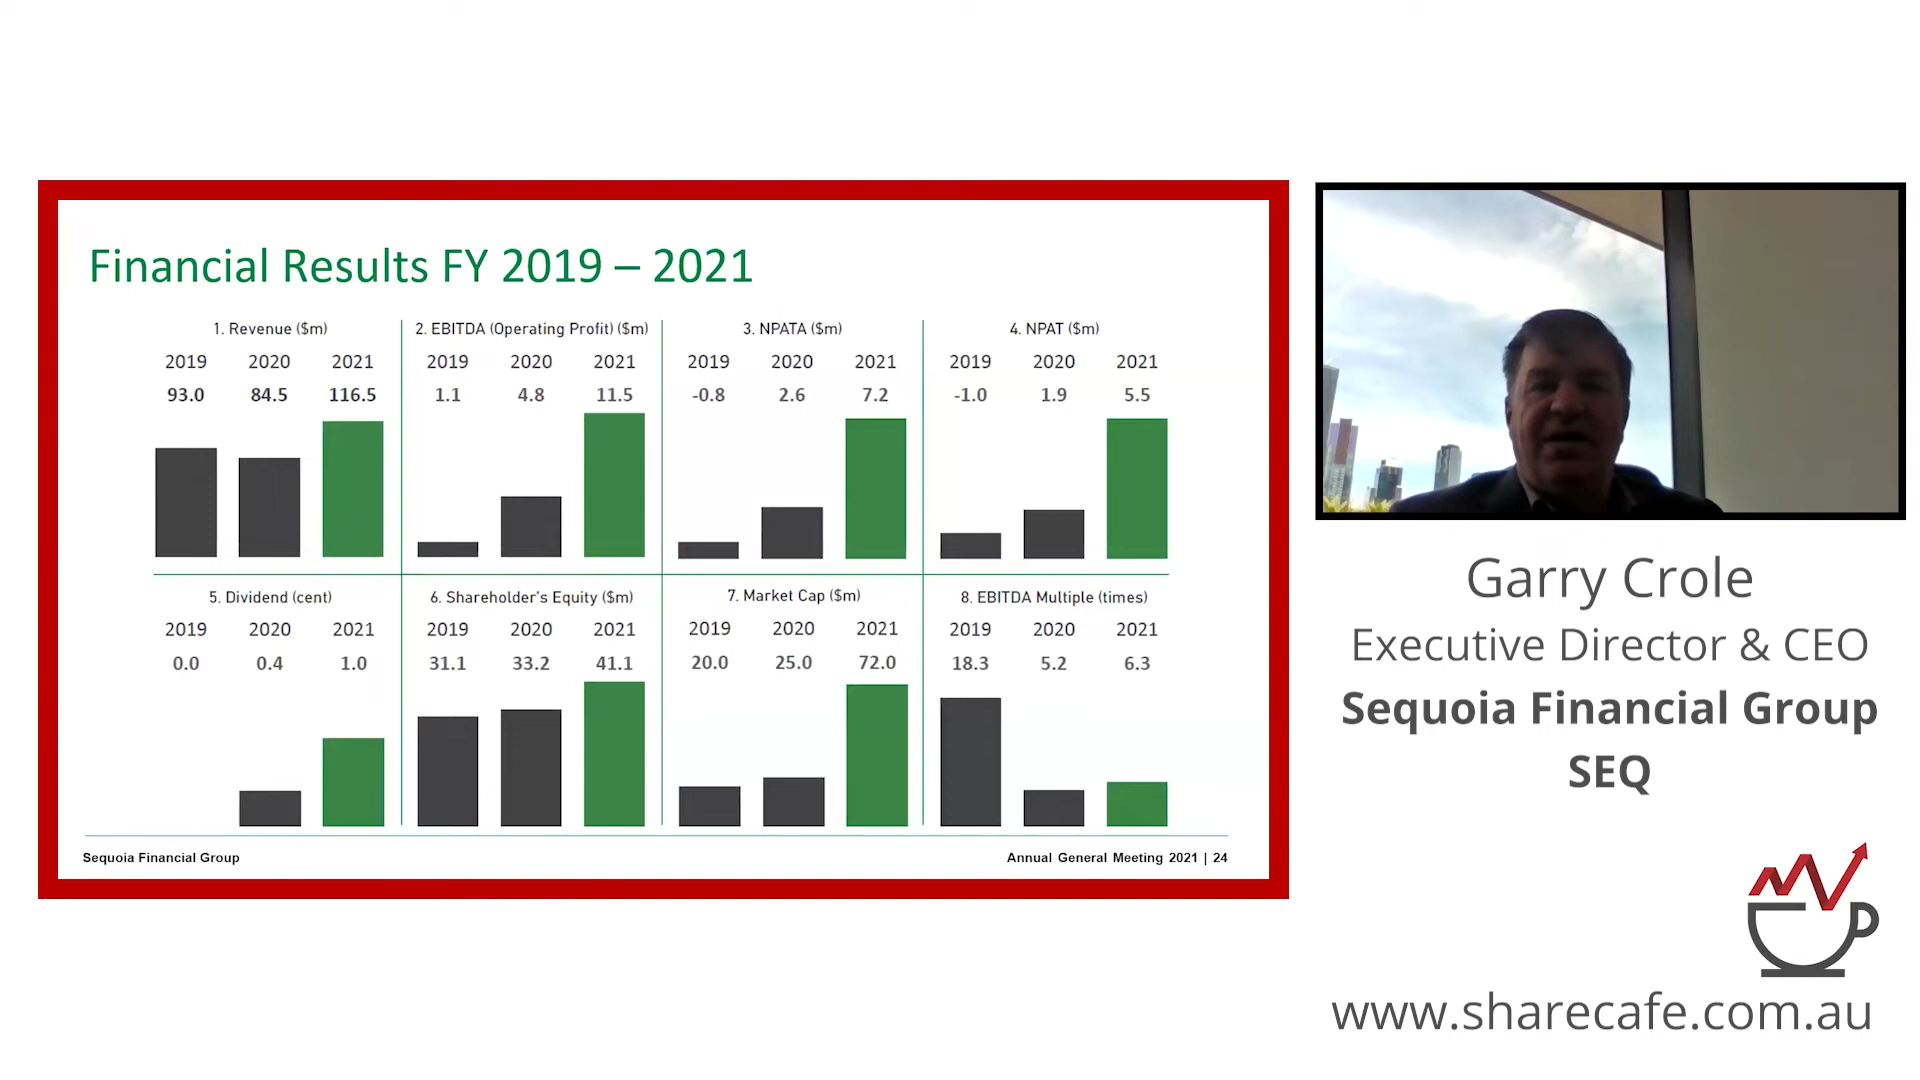 Financial Results FY 2019 – 2021
1. Revenue ($m)
2019 2020 2021
93.0 84.5 116.5
2. EBITDA (Operating Profit) ($m)
2019 2020 2021
1.1 4.8 11.5
3. NPATA ($m)
2019 2020 2021
-0.8 2.6 7.2
4. NPAT ($m)
2019 2020 2021
-1.0 1.9 5.5
5. Dividend (cent)
2019 2020 2021
0.0 0.4 1.0
6. Shareholder's Equity ($m)
2019 2020 2021
31.1 33.2 41.1
7. Market Cap ($m)
2019 2020 2021
20.0 25.0 72.0
8. EBITDA Multiple (times)
2019 2020 2021
18.3 5.2 6.3
Sequoia Financial Group
Annual General Meeting 2021 | 24
Garry Crole
Executive Director & CEO
Sequoia Financial Group
SEQ
www.sharecafe.com.au